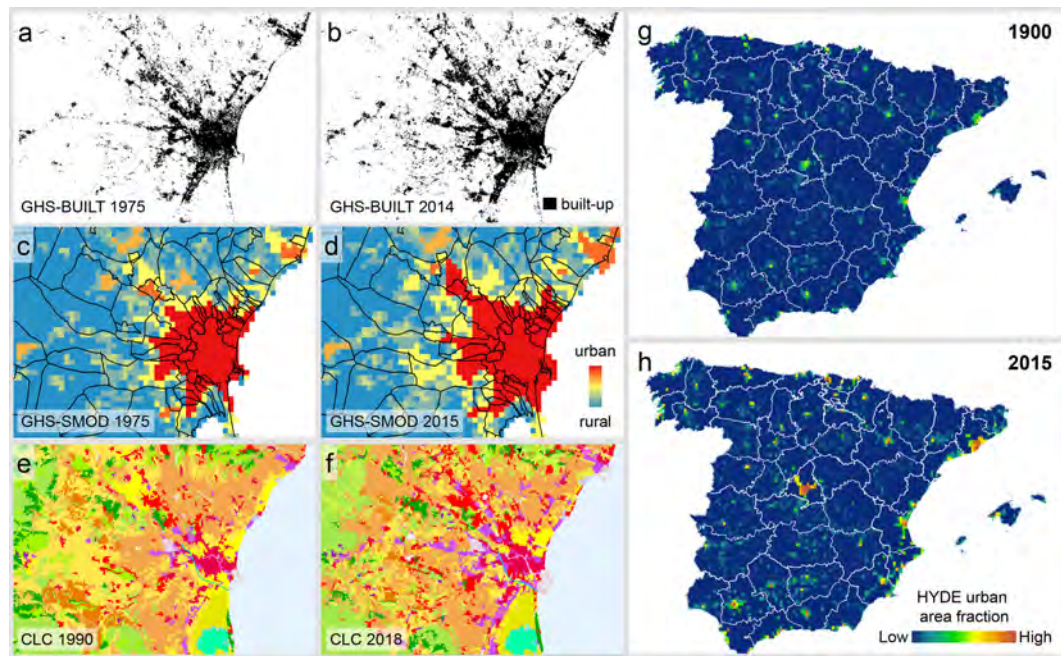 a
GHS-BUILT 1975
b
GHS-BUILT 2014
built-up
c
GHS-SMOD 1975
d
GHS-SMOD 2015
urban
rural
e
CLC 1990
f
CLC 2018
g
1900
h
2015
HYDE urban
area fraction
Low
High